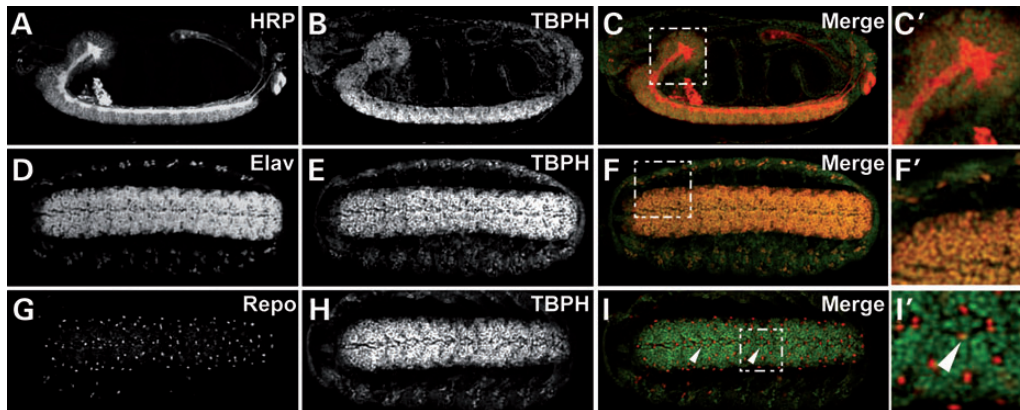 A HRP B TBPH C Merge C′
D Elav E TBPH F Merge F′
G Repo H TBPH I Merge I′